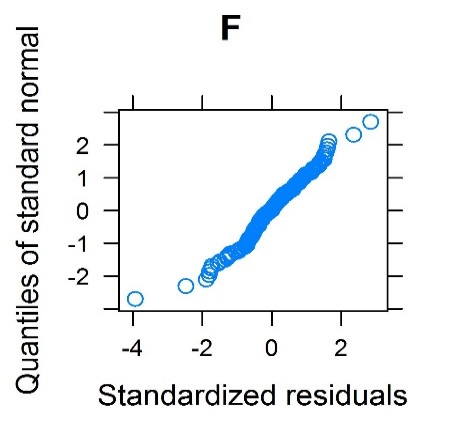 F
Quantiles of standard normal
2
1
0
-1
-2
-4 -2 0 2
Standardized residuals